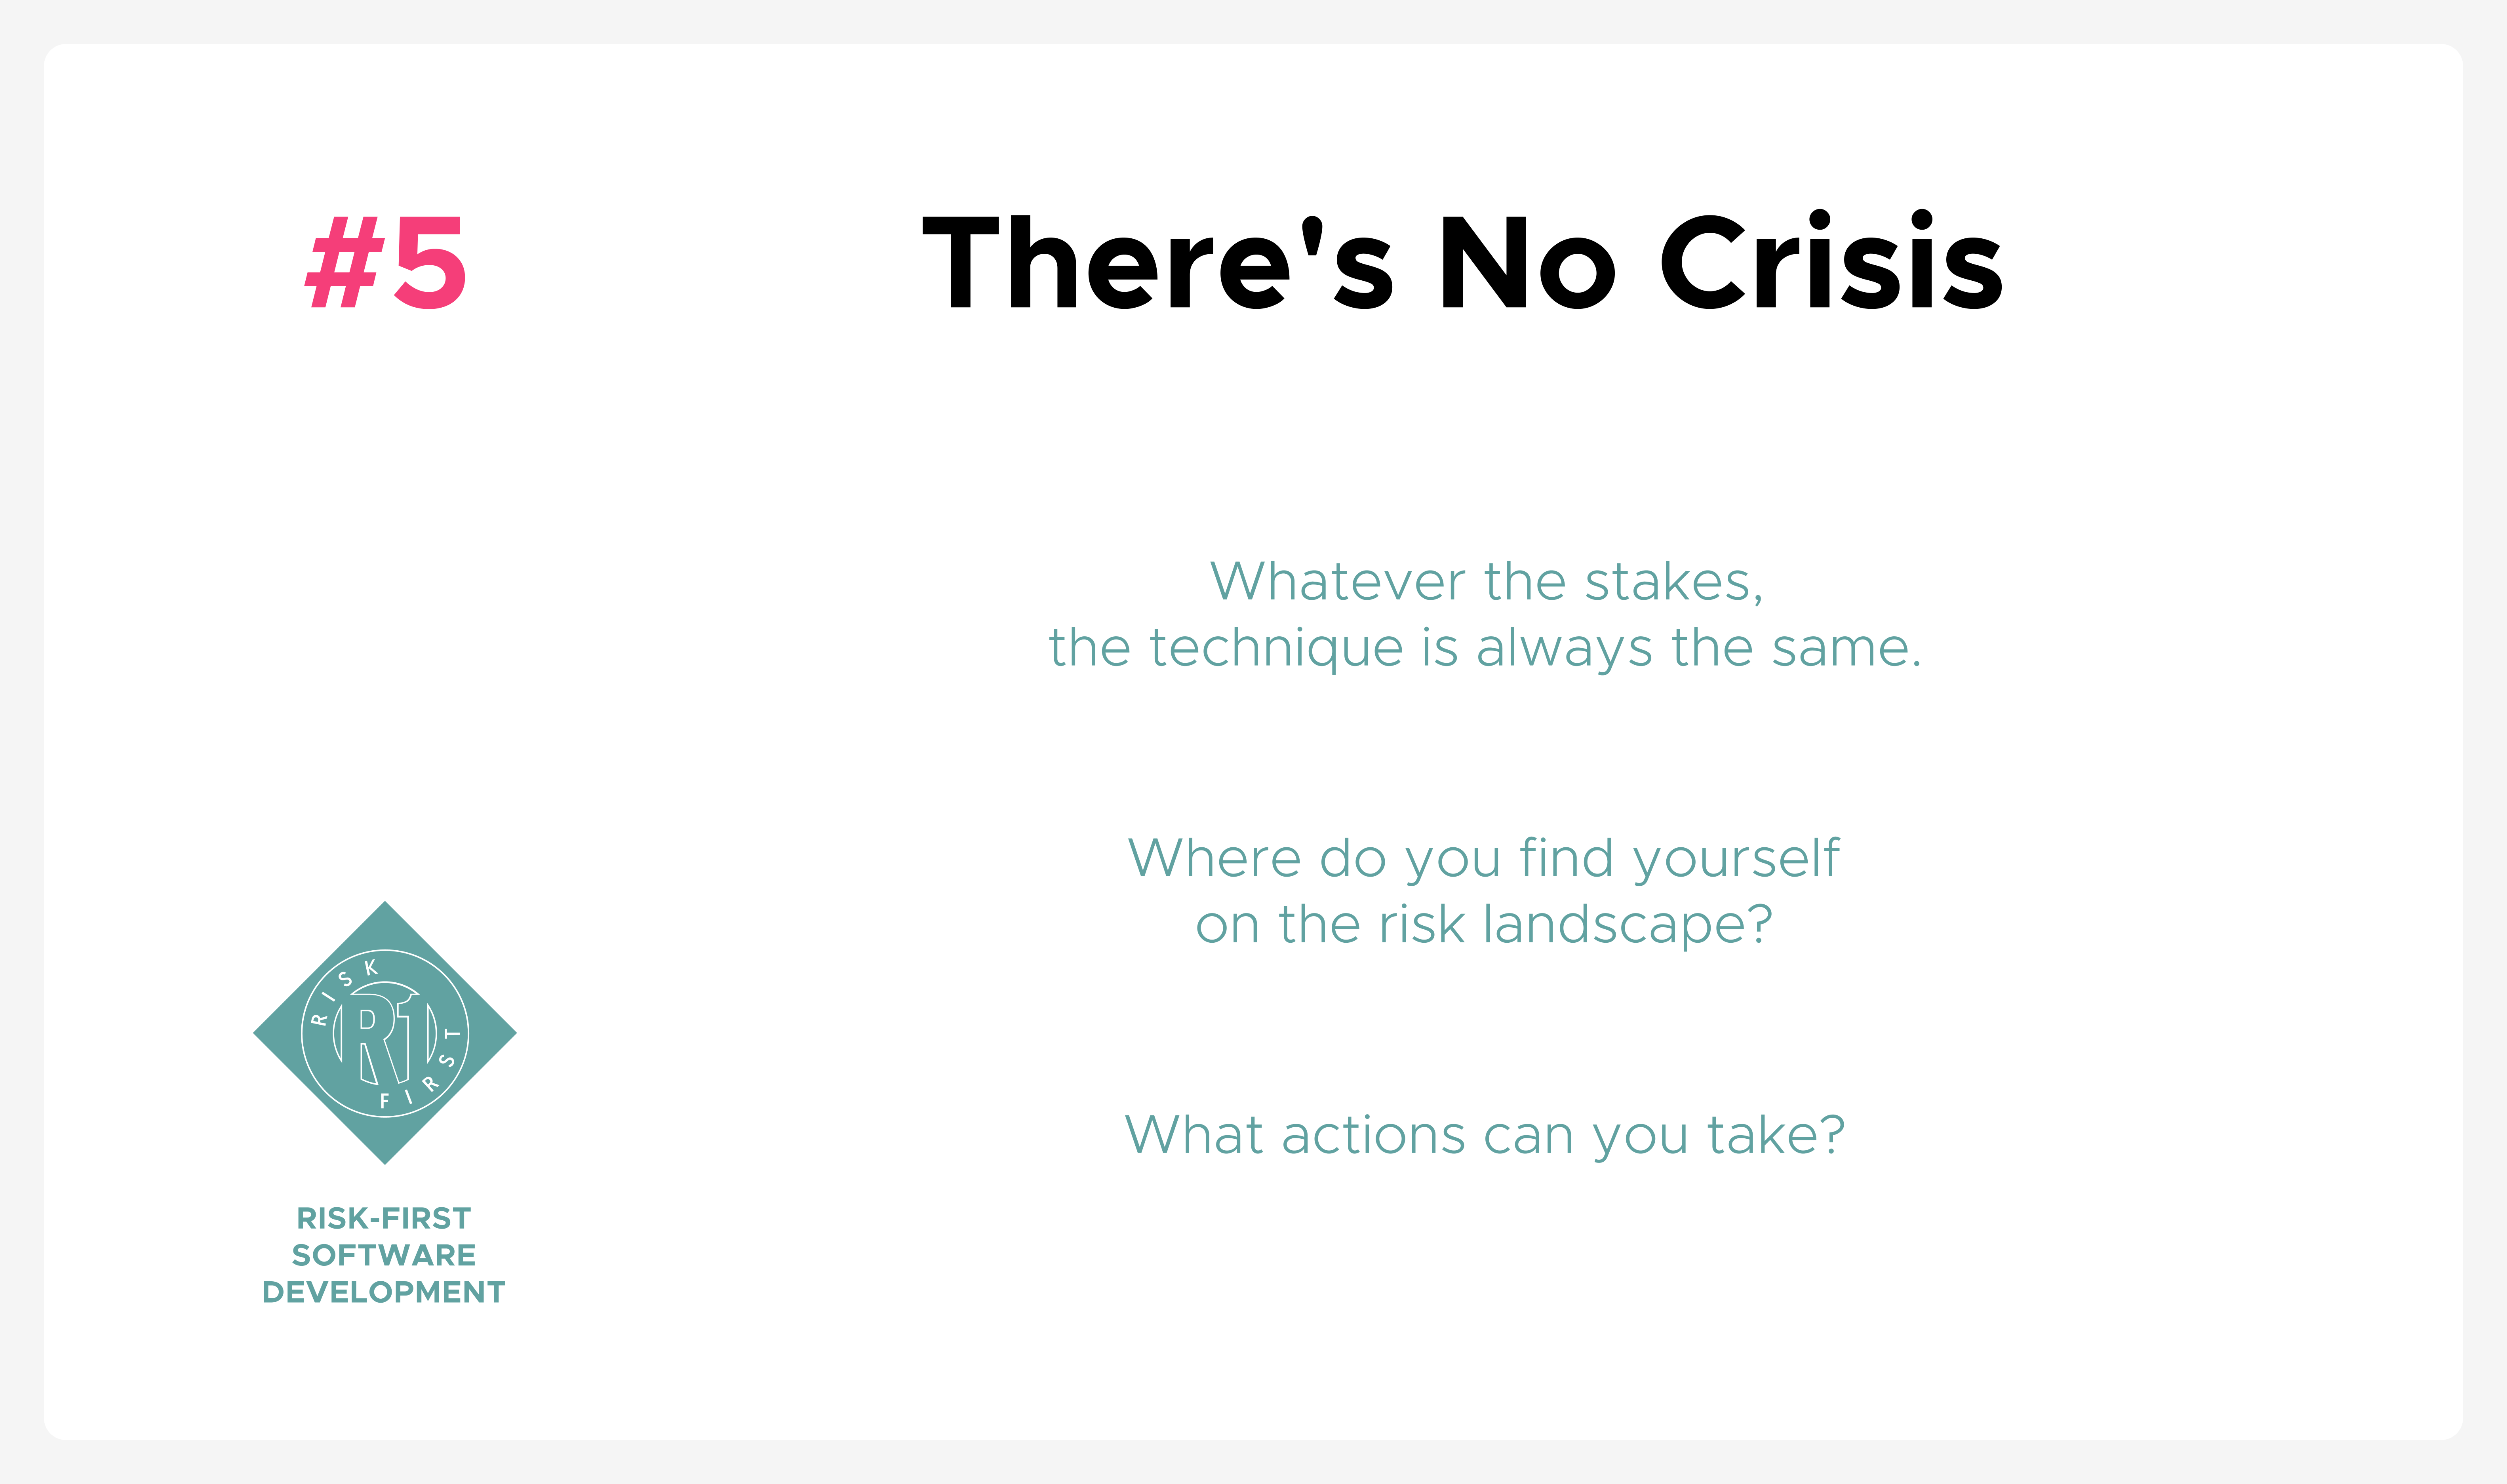 #5
There's No Crisis
Whatever the stakes,
the technique is always the same.
Where do you find yourself
on the risk landscape?
What actions can you take?
RISK
R1
FIRST
RISK-FIRST
SOFTWARE
DEVELOPMENT